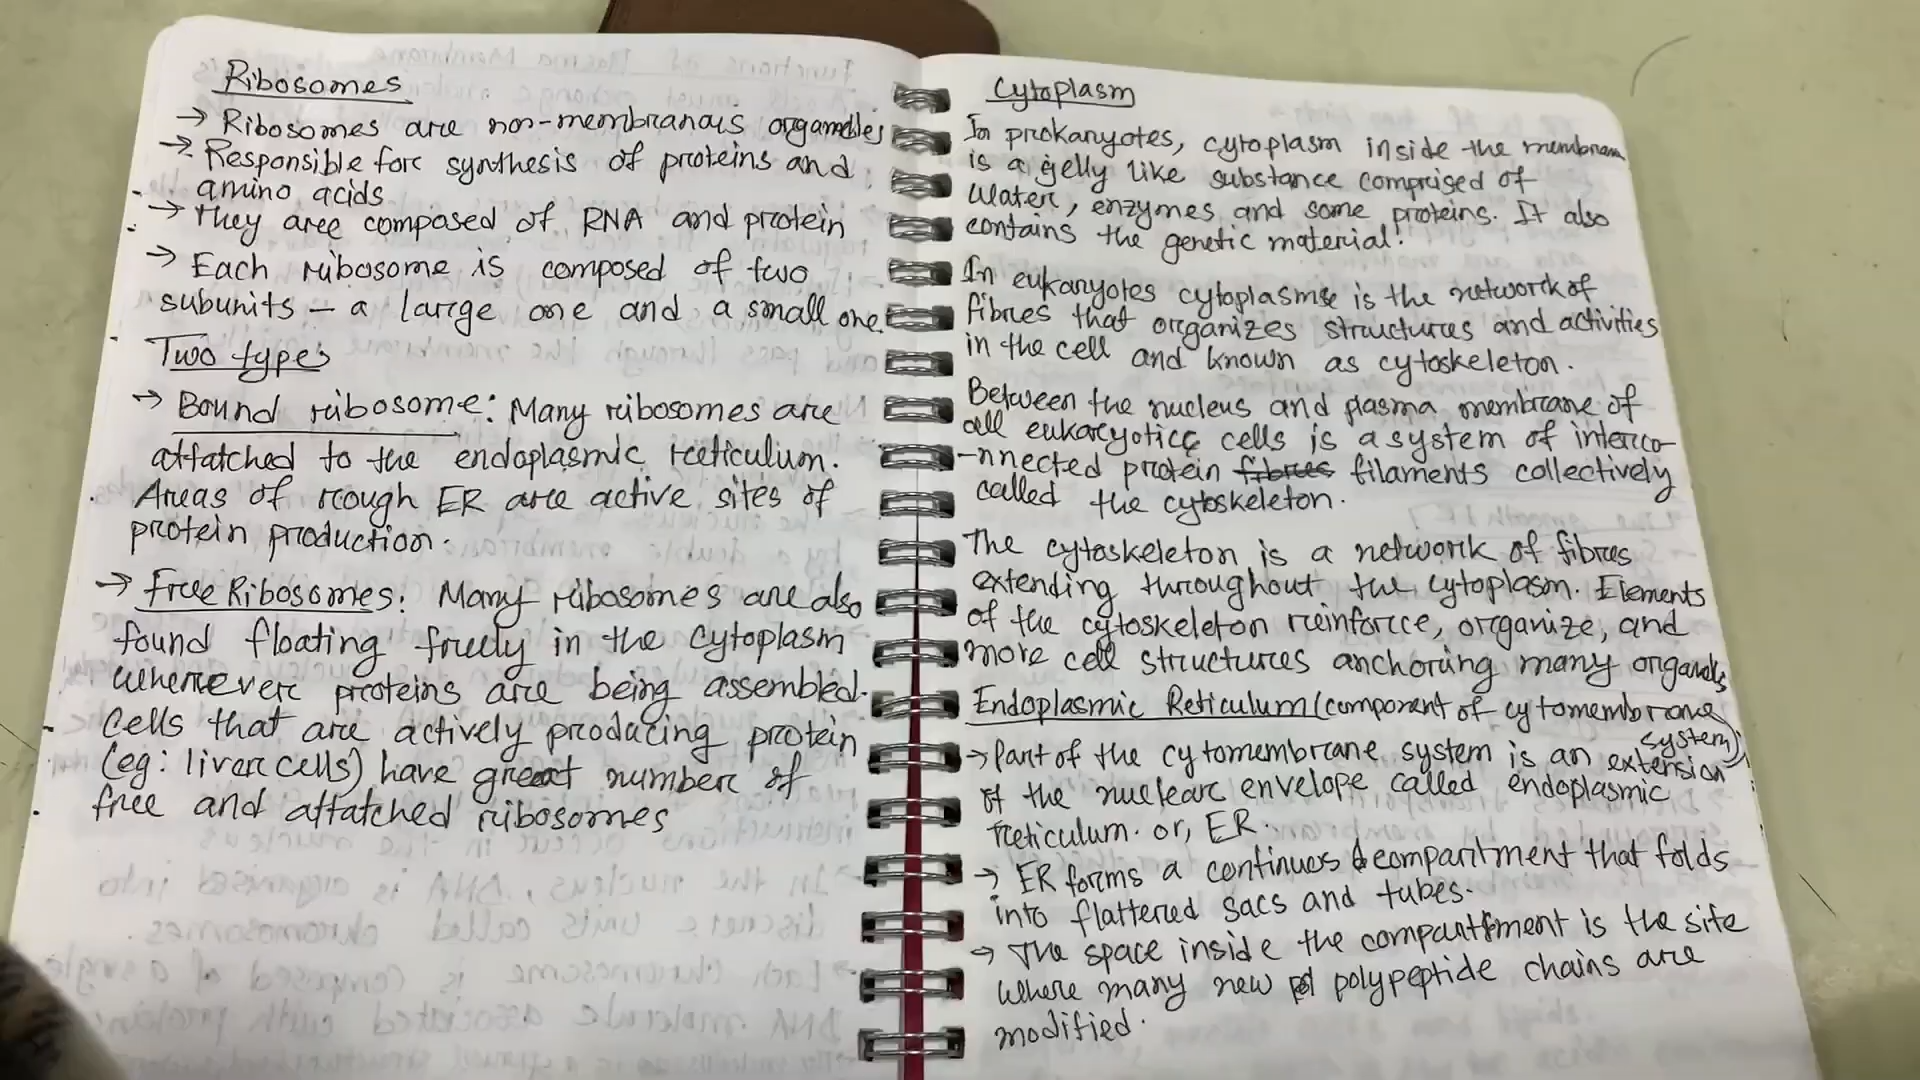 Ribosomes
→ Ribosomes are non-membranous organelles
→ Responsible for synthesis of proteins and
amino acids
→ They are composed of RNA and protein
→ Each ribosome is composed of two
subunits – a large one and a small one.
Two types
→ Bound ribosome: Many ribosomes are
attatched to the endoplasmic reticulum.
Areas of rough ER are active sites of
protein production.
→ Free Ribosomes: Many ribosomes are also
found floating freely in the cytoplasm
whenever proteins are being assembled.
Cells that are actively producing protein
(eg: liver cells) have great number of
free and attatched ribosomes
Cytoplasm
In prokaryotes, cytoplasm inside the membrane
is a jelly like substance comprised of
water, enzymes and some proteins. It also
contains the genetic material.
In eukaryotes cytoplasm is the network of
fibres that organizes structures and activities
in the cell and known as cytoskeleton.
Between the nucleus and plasma membrane of
all eukaryotic cells is a system of interco-
-nnected protein fibres filaments collectively
called the cytoskeleton.
The cytoskeleton is a network of fibres
extending throughout the cytoplasm. Elements
of the cytoskeleton reinforce, organize, and
more cell structures anchoring many organels
Endoplasmic Reticulum (component of cytomembrane
system)
→ Part of the cytomembrane system is an extension
of the nuclear envelope called endoplasmic
reticulum. or, ER.
→ ER forms a continues compartment that folds
into flattered sacs and tubes.
→ The space inside the compartment is the site
where many new polypeptide chains are
modified.